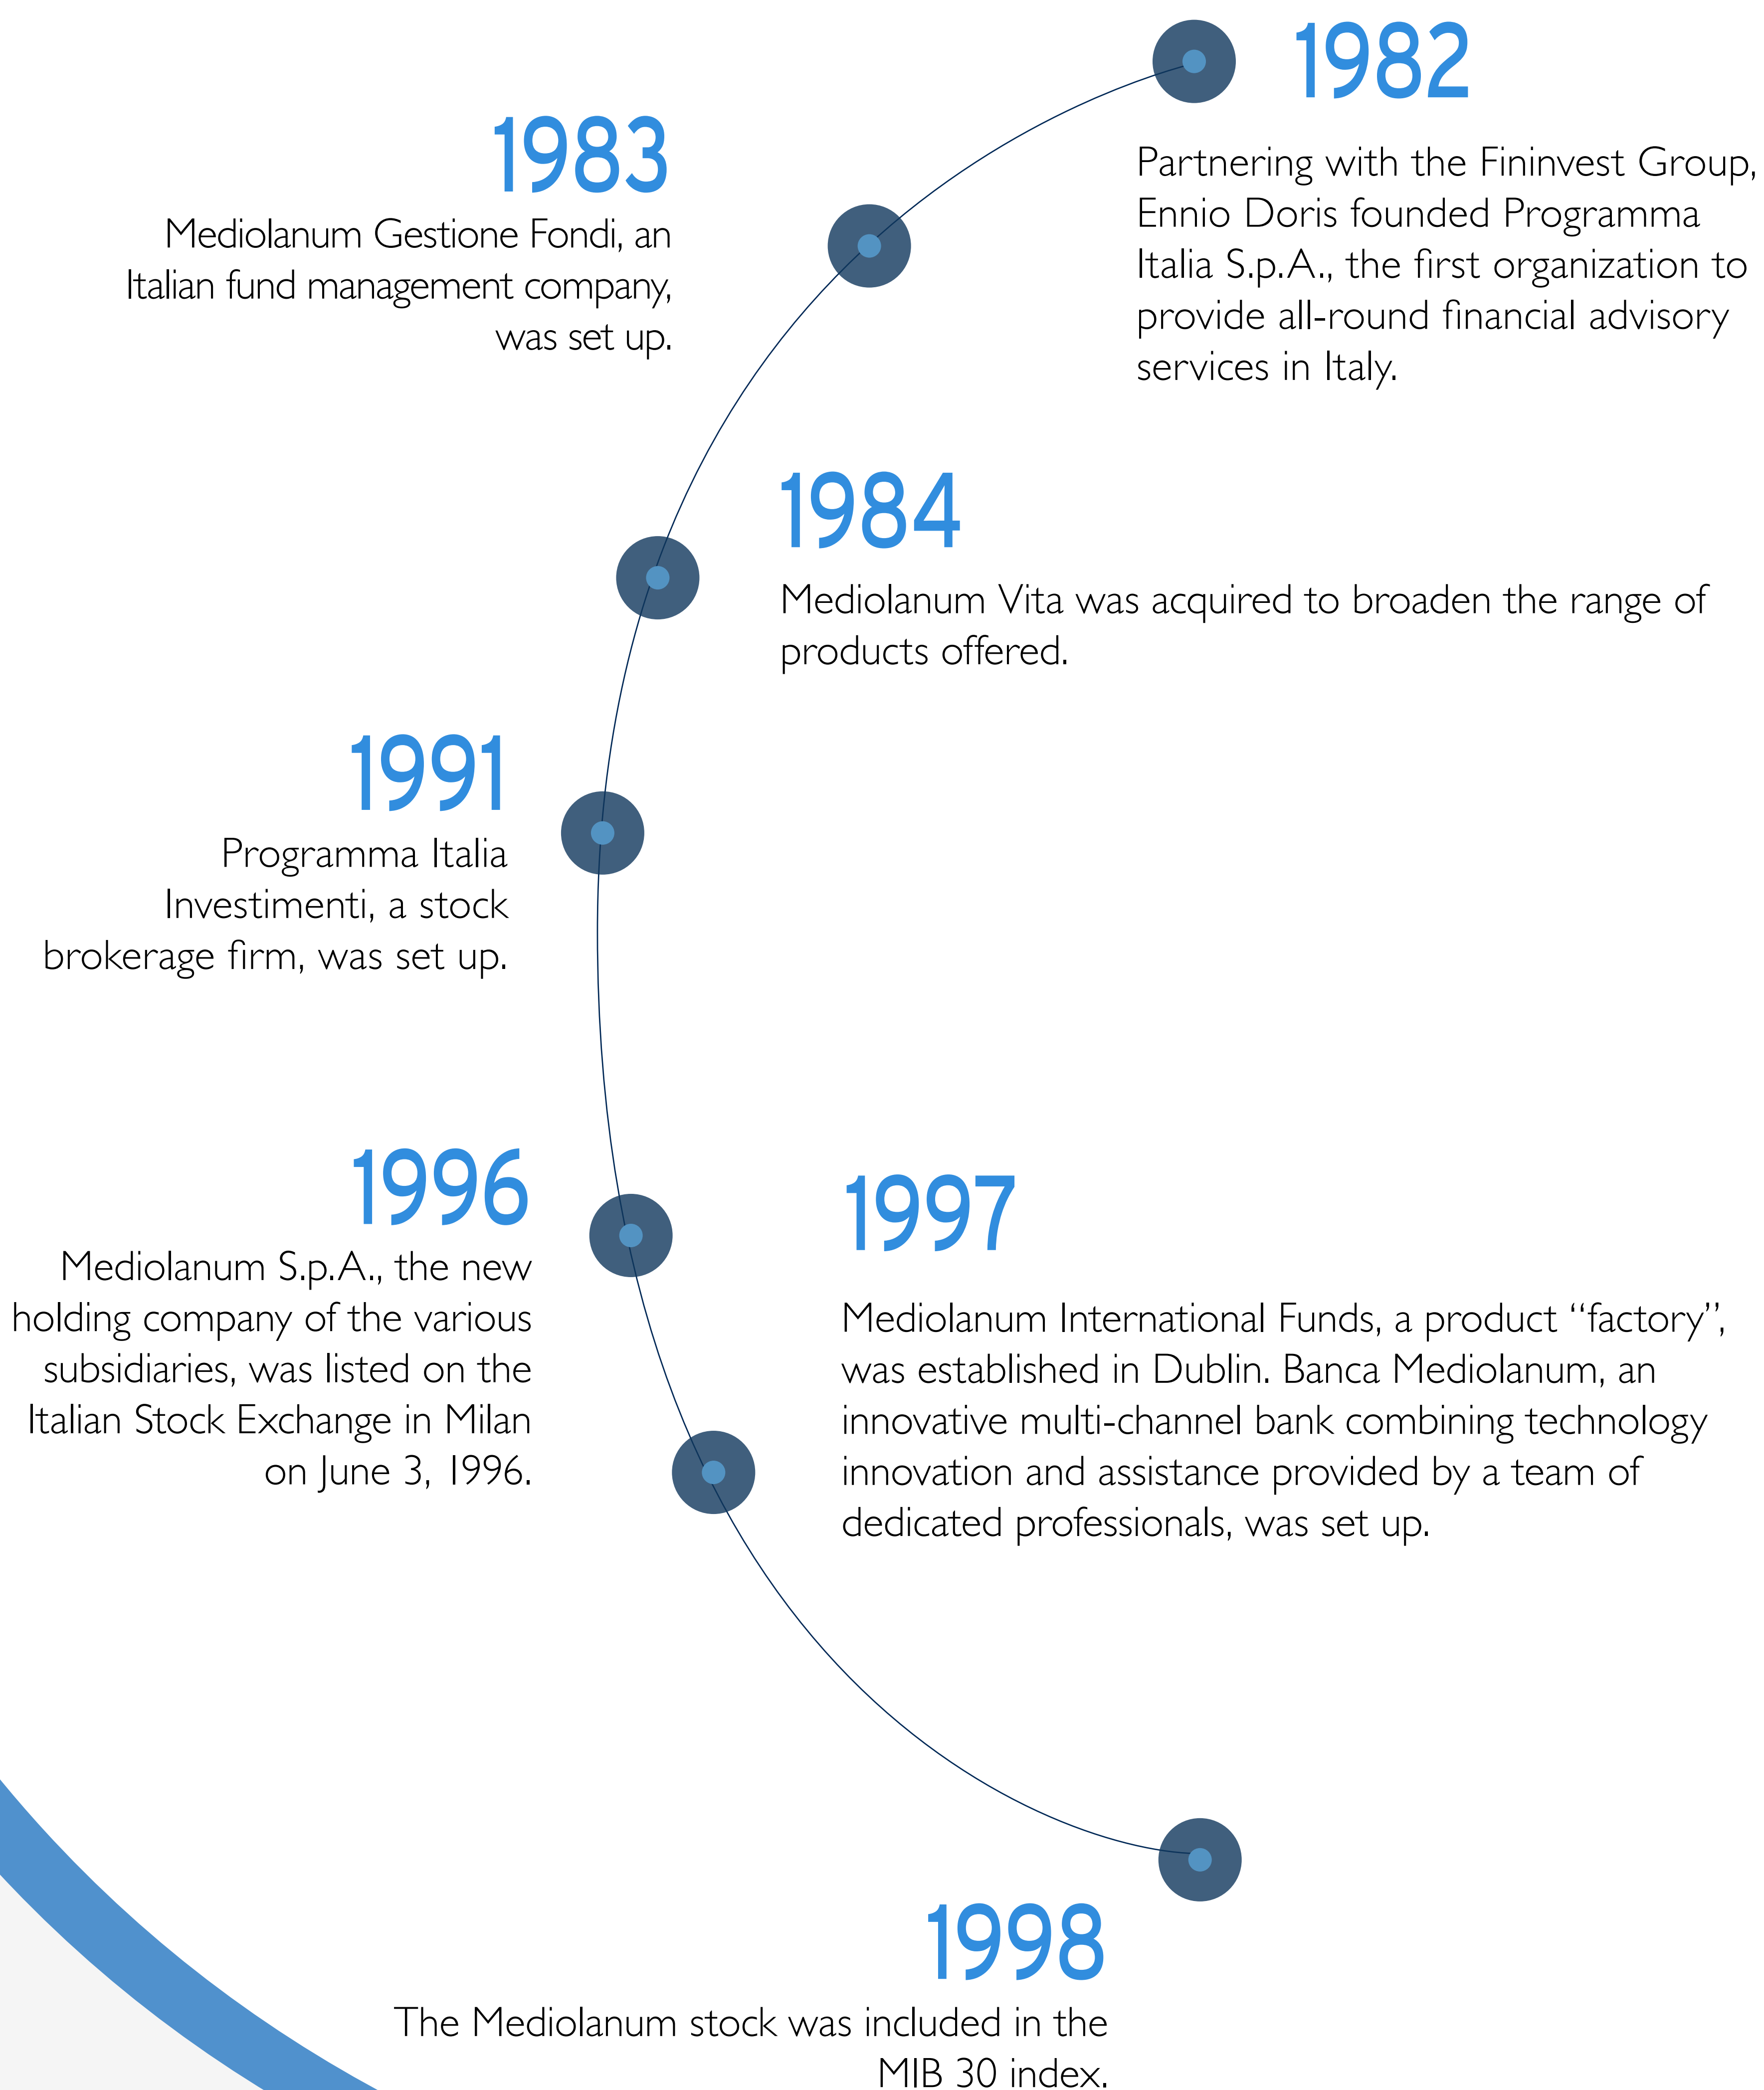 1982
Partnering with the Fininvest Group,
Ennio Doris founded Programma
Italia S.p.A., the first organization to
provide all-round financial advisory
services in Italy.
1983
Mediolanum Gestione Fondi, an
Italian fund management company,
was set up.
1984
Mediolanum Vita was acquired to broaden the range of
products offered.
1991
Programma Italia
Investimenti, a stock
brokerage firm, was set up.
1996
Mediolanum S.p.A., the new
holding company of the various
subsidiaries, was listed on the
Italian Stock Exchange in Milan
on June 3, 1996.
1997
Mediolanum International Funds, a product “factory”,
was established in Dublin. Banca Mediolanum, an
innovative multi-channel bank combining technology
innovation and assistance provided by a team of
dedicated professionals, was set up.
1998
The Mediolanum stock was included in the
MIB 30 index.